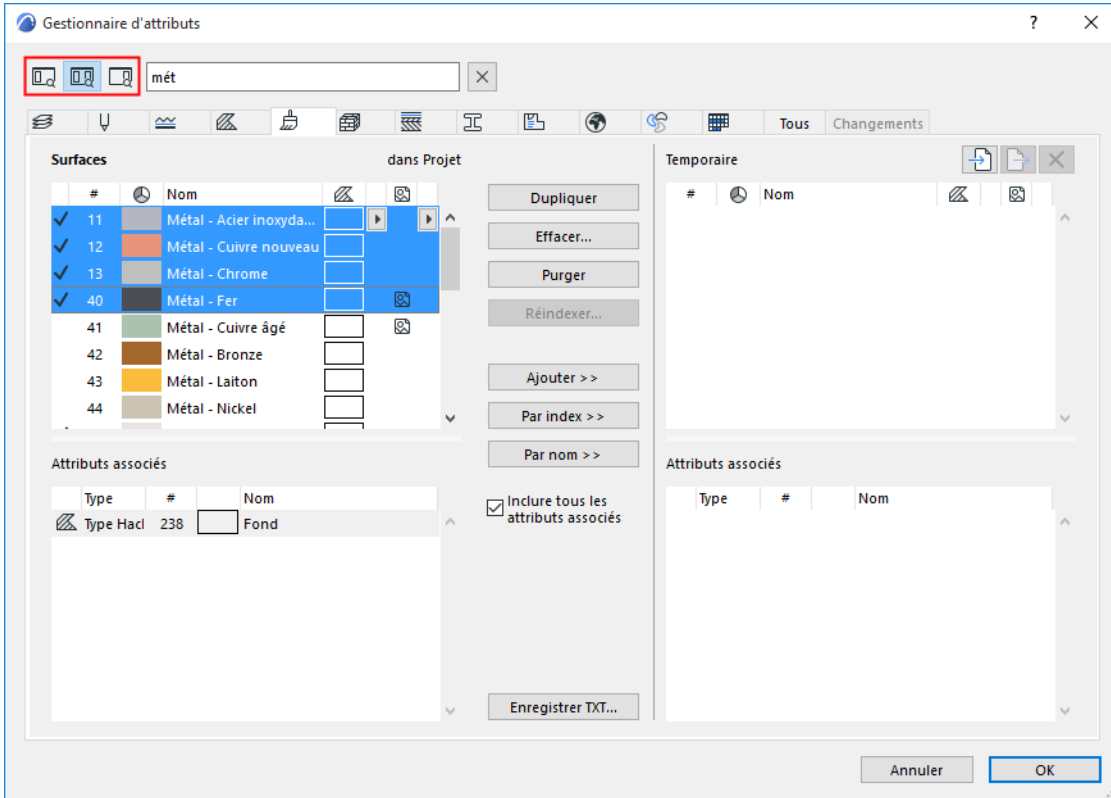 Gestionnaire d'attributs
?
mét
Tous
Changements
Surfaces
dans Projet
# Nom
11 Métal - Acier inoxyda...
12 Métal - Cuivre nouveau
13 Métal - Chrome
40 Métal - Fer
41 Métal - Cuivre âgé
42 Métal - Bronze
43 Métal - Laiton
44 Métal - Nickel
Attributs associés
Type # Nom
Type Hacl 238 Fond
Dupliquer
Effacer...
Purger
Réindexer...
Ajouter >>
Par index >>
Par nom >>
Inclure tous les
attributs associés
Enregistrer TXT...
Temporaire
# Nom
Attributs associés
Type # Nom
Annuler
OK